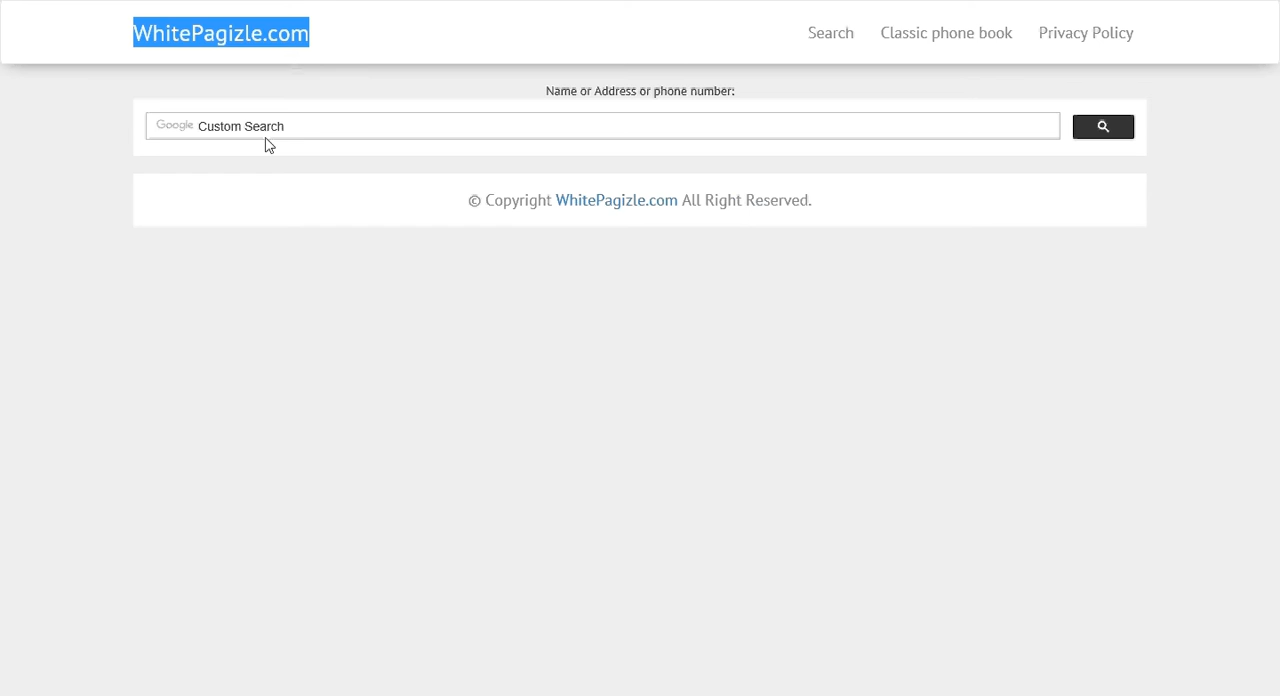 WhitePagizle.com
Search Classic phone book Privacy Policy
Name or Address or phone number:
Google Custom Search
© Copyright WhitePagizle.com All Right Reserved.